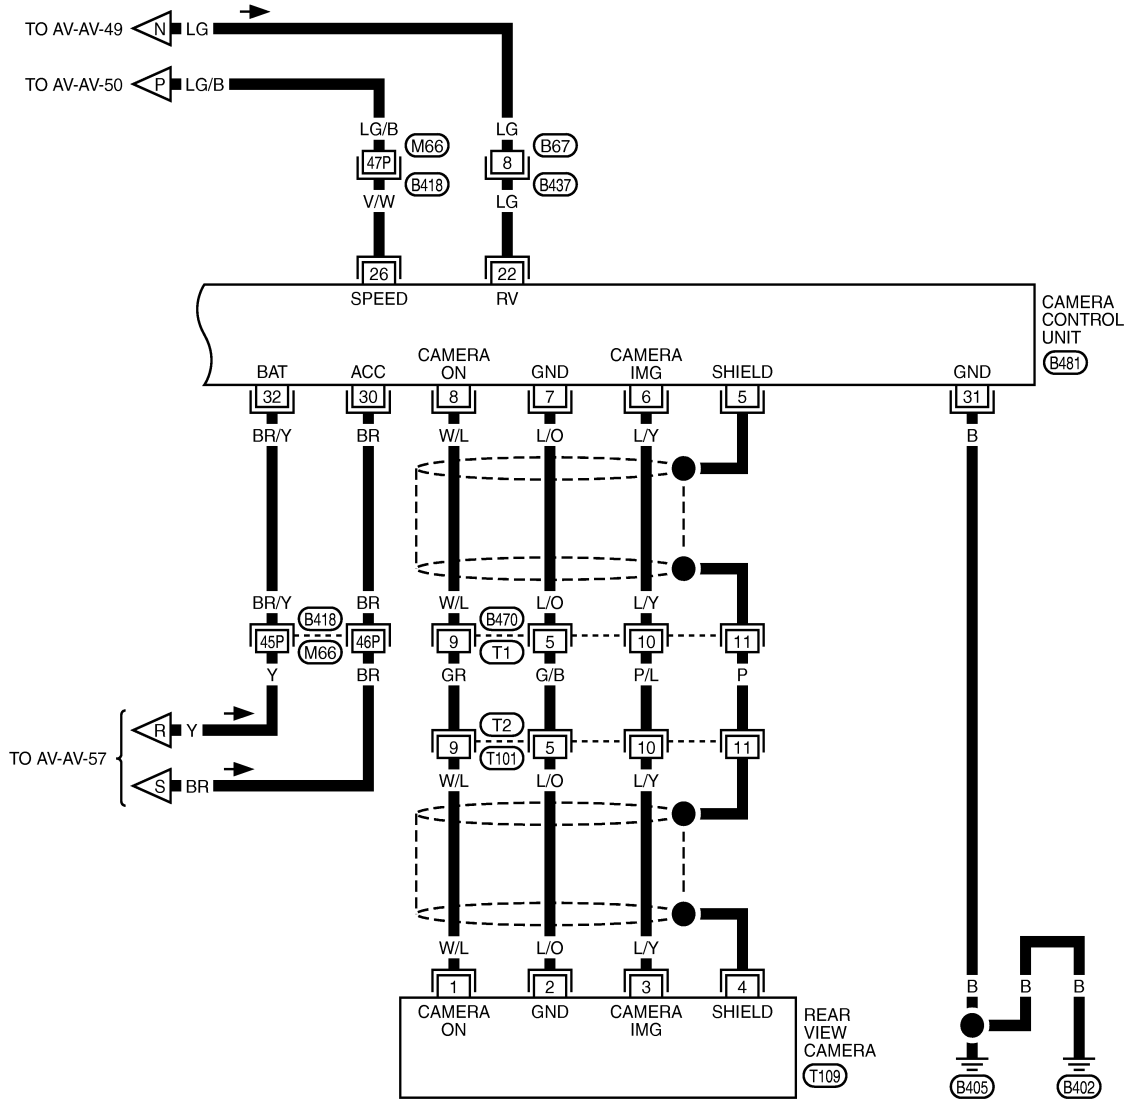 TO AV-AV-49 N LG
TO AV-AV-50 P LG/B
LG/B LG
M66 B67
47P 8
B418 B437
V/W LG
26 22
SPEED RV
CAMERA
CONTROL
UNIT
B481
BAT ACC CAMERA ON GND CAMERA IMG SHIELD GND
32 30 8 7 6 5 31
BR/Y BR W/L L/O L/Y B
BR/Y BR W/L L/O L/Y
B418 B470
45P 46P 9 5 10 11
M66 T1
Y BR GR G/B P/L P
R Y
T2
9 5 10 11
TO AV-AV-57
T101
S BR
W/L L/O L/Y
W/L L/O L/Y
1 2 3 4
B B B
CAMERA ON GND CAMERA IMG SHIELD
REAR
VIEW
CAMERA
T109
B405 B402